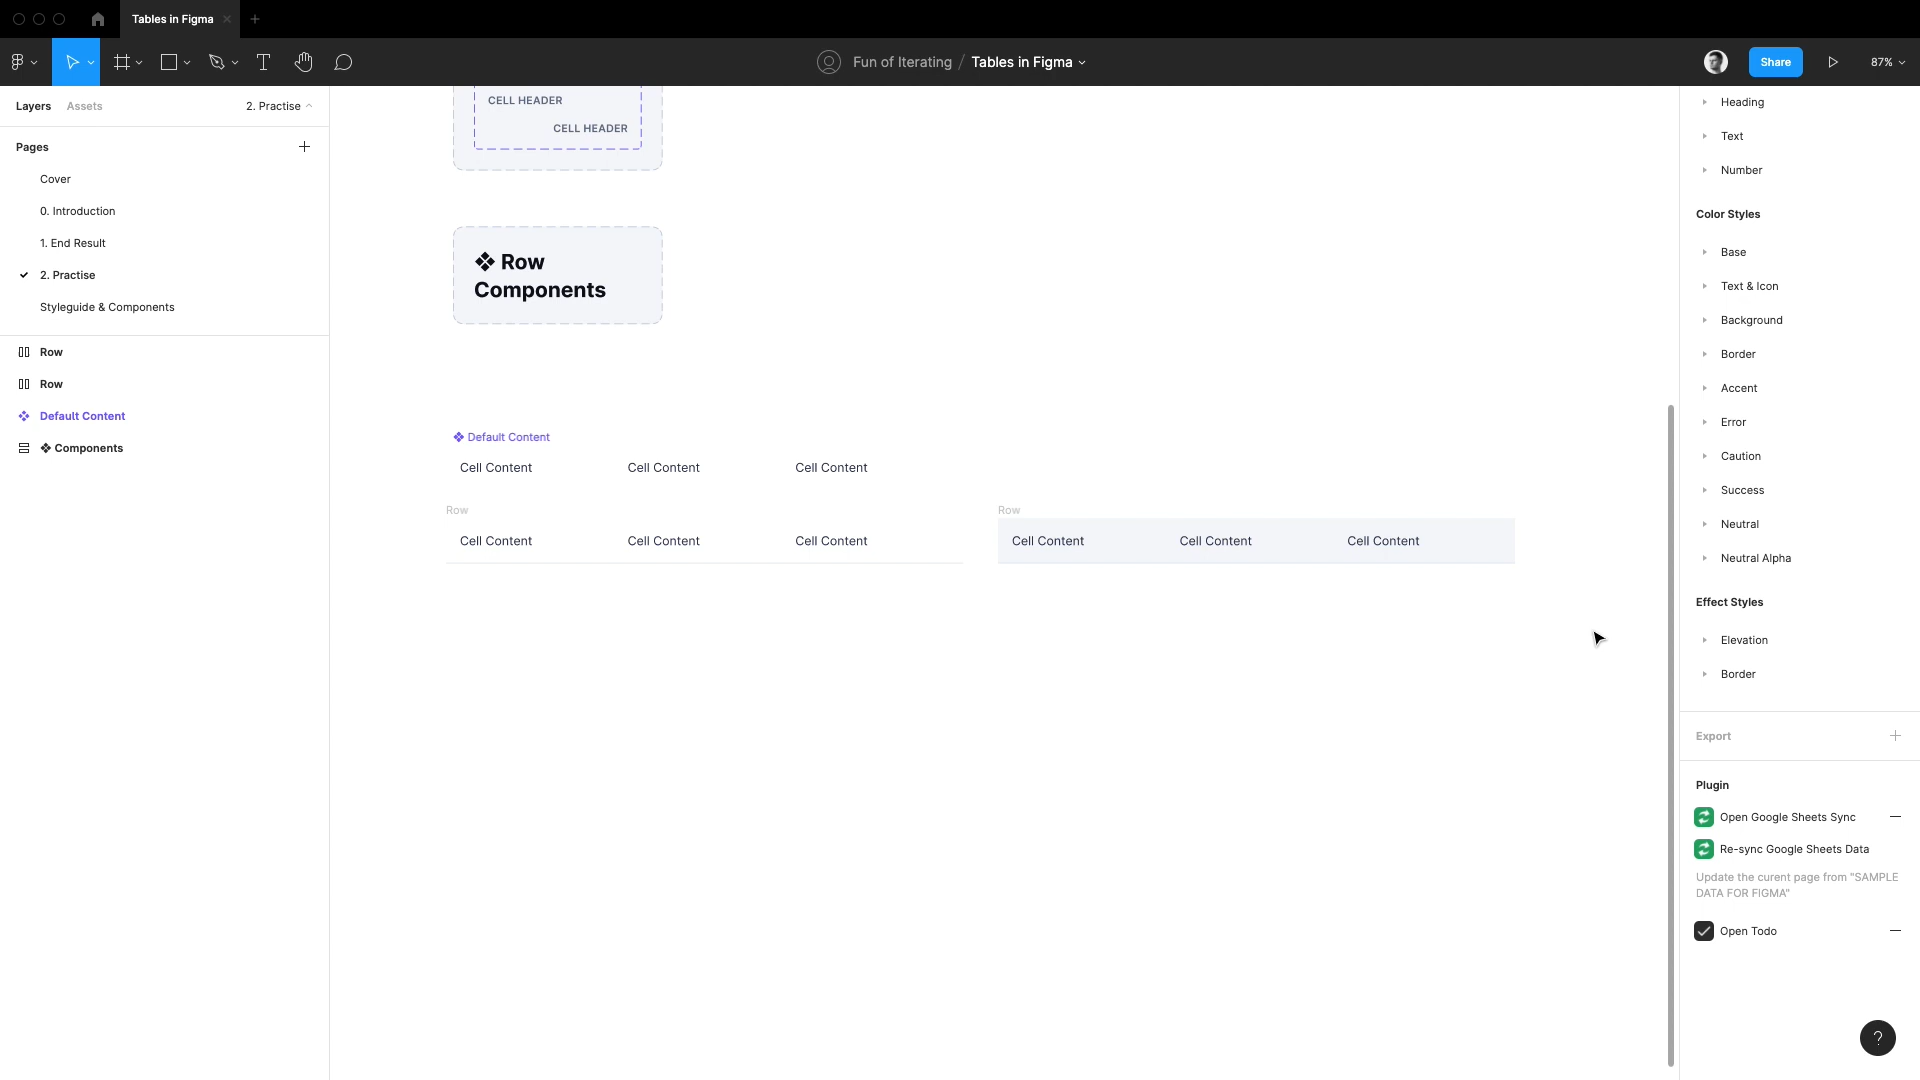 Tables in Figma
Fun of Iterating / Tables in Figma
Share
87%
Layers
Assets
2. Practise
Pages
Cover
0. Introduction
1. End Result
2. Practise
Styleguide & Components
Row
Row
Default Content
Components
CELL HEADER
CELL HEADER
Row
Components
Default Content
Cell Content
Cell Content
Cell Content
Row
Cell Content
Cell Content
Cell Content
Row
Cell Content
Cell Content
Cell Content
Heading
Text
Number
Color Styles
Base
Text & Icon
Background
Border
Accent
Error
Caution
Success
Neutral
Neutral Alpha
Effect Styles
Elevation
Border
Export
Plugin
Open Google Sheets Sync
Re-sync Google Sheets Data
Update the curent page from "SAMPLE
DATA FOR FIGMA"
Open Todo
?